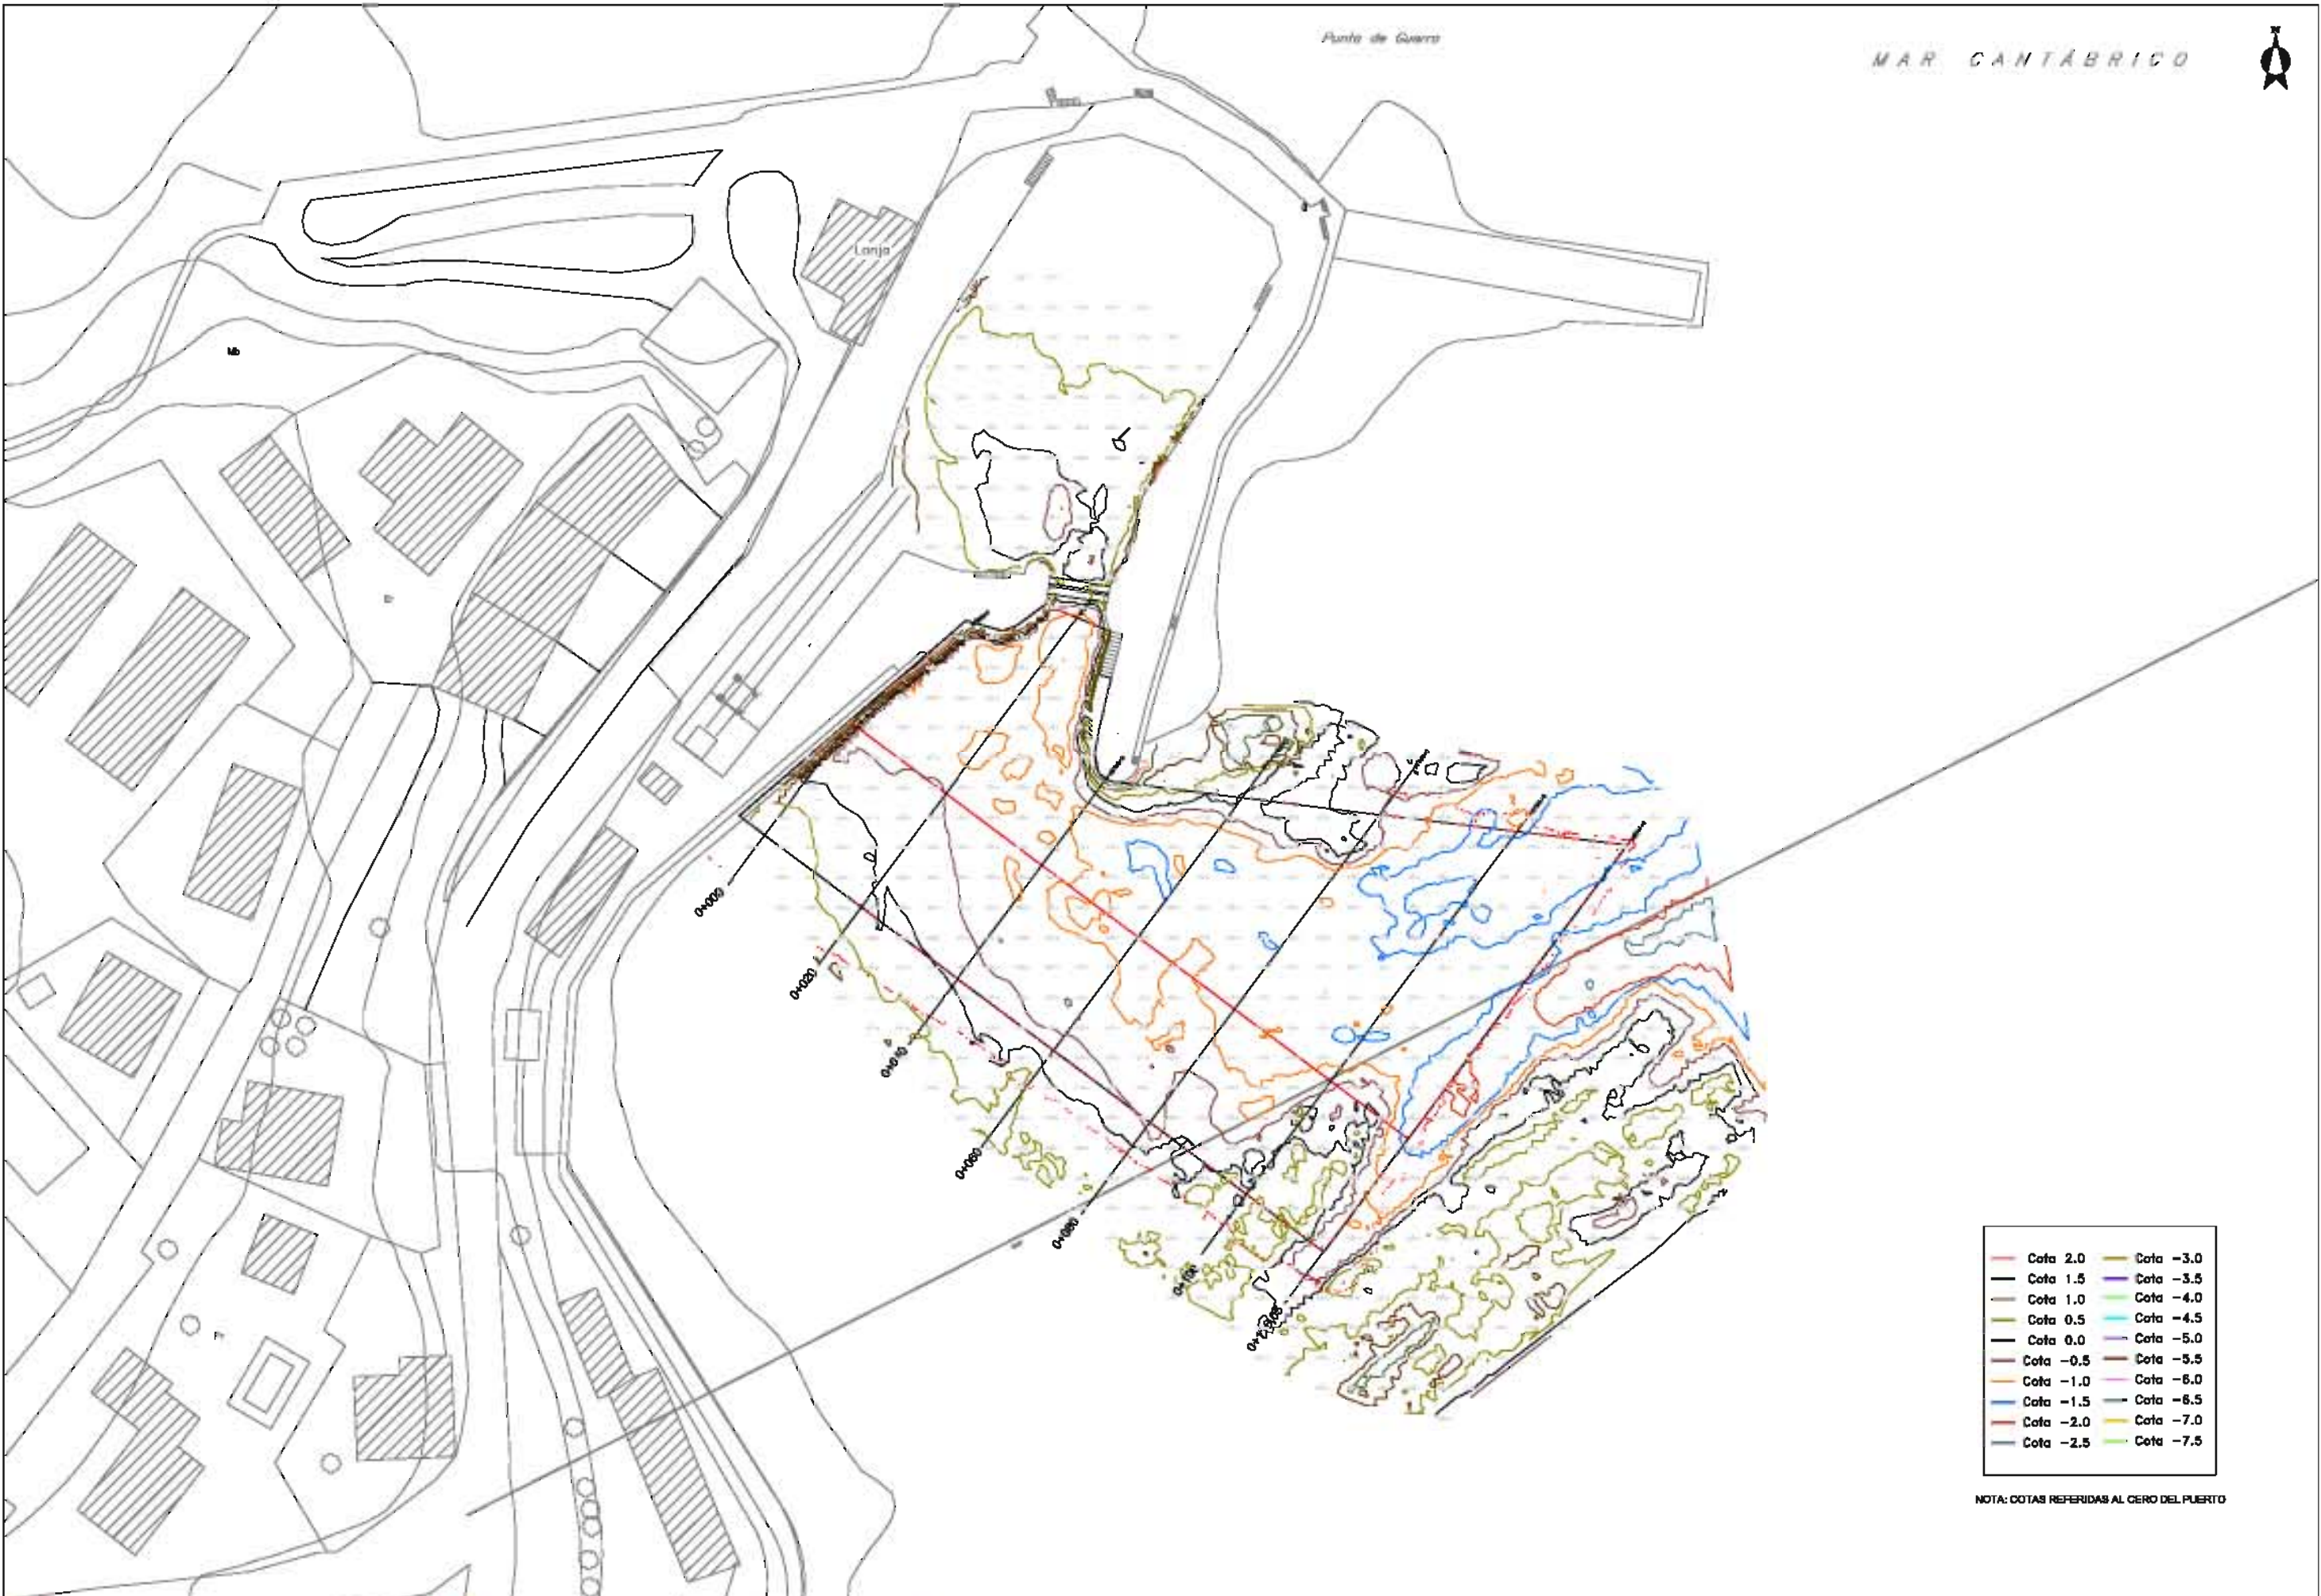 Punta de Guerra
MAR CANTÁBRICO
N
Lonja
0+000
0+020
0+060
0+080
0+100
Cota 2.0 Cota -3.0
Cota 1.5 Cota -3.5
Cota 1.0 Cota -4.0
Cota 0.5 Cota -4.5
Cota 0.0 Cota -5.0
Cota -0.5 Cota -5.5
Cota -1.0 Cota -6.0
Cota -1.5 Cota -6.5
Cota -2.0 Cota -7.0
Cota -2.5 Cota -7.5
NOTA: COTAS REFERIDAS AL CERO DEL PUERTO